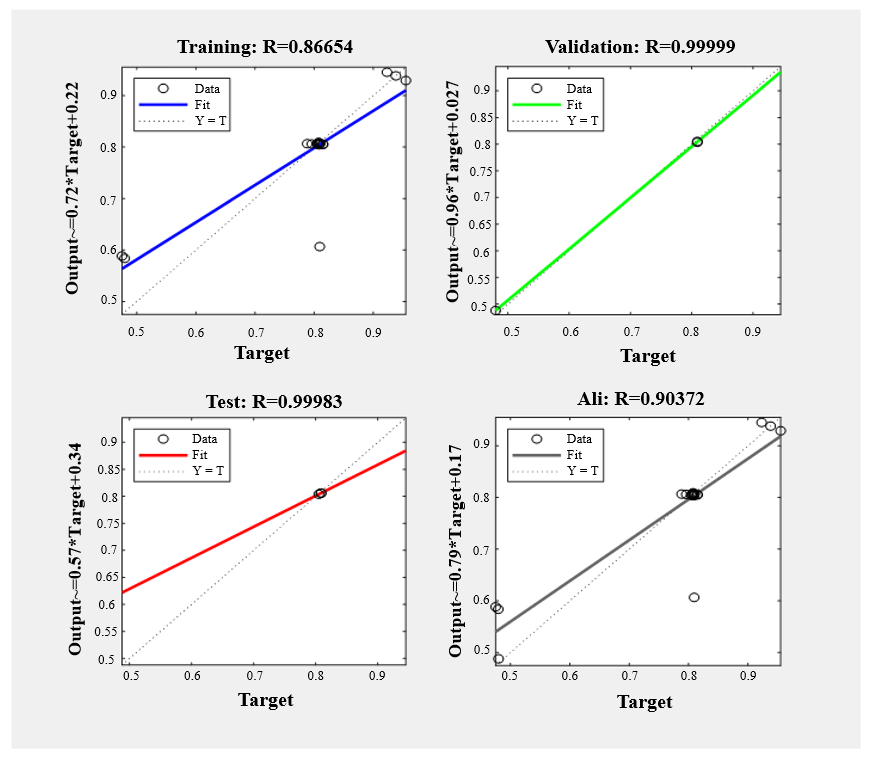 Training: R=0.86654
Output~=0.72*Target+0.22
0.9
0.8
0.7
0.6
0.5
Data
Fit
Y = T
0.5 0.6 0.7 0.8 0.9
Target
Validation: R=0.99999
Output~=0.96*Target+0.027
0.9
0.85
0.8
0.75
0.7
0.65
0.6
0.55
0.5
Data
Fit
Y = T
0.5 0.6 0.7 0.8 0.9
Target
Test: R=0.99983
Output~=0.57*Target+0.34
0.9
0.85
0.8
0.75
0.7
0.65
0.6
0.55
0.5
Data
Fit
Y = T
0.5 0.6 0.7 0.8 0.9
Target
Ali: R=0.90372
Output~=0.79*Target+0.17
0.9
0.8
0.7
0.6
0.5
Data
Fit
Y = T
0.5 0.6 0.7 0.8 0.9
Target